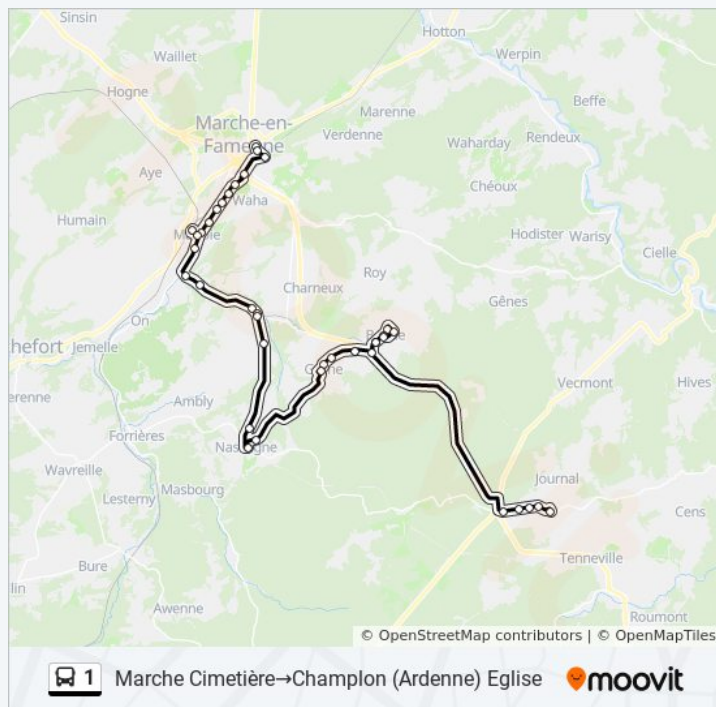 Sinsin
Hotton
Waillet
Werpin
Hogne
Beffe
Marche-en-
Famenne
Marenne
Verdenne
Rendeux
Waharday
Aye
Chéoux
Waha
Humain
Hodister
Warisy
Cielle
Roy
Charneux
Gênes
On
hefort
Jemelle
Vecmont
Hives
Ambly
Forrières
Wavreille
Masbourg
Lesterny
Journal
Cens
Bure
Tenneville
lin
Awenne
Roumont
© OpenStreetMap contributors | © OpenMapTiles
1 Marche Cimetière→Champlon (Ardenne) Eglise moovit